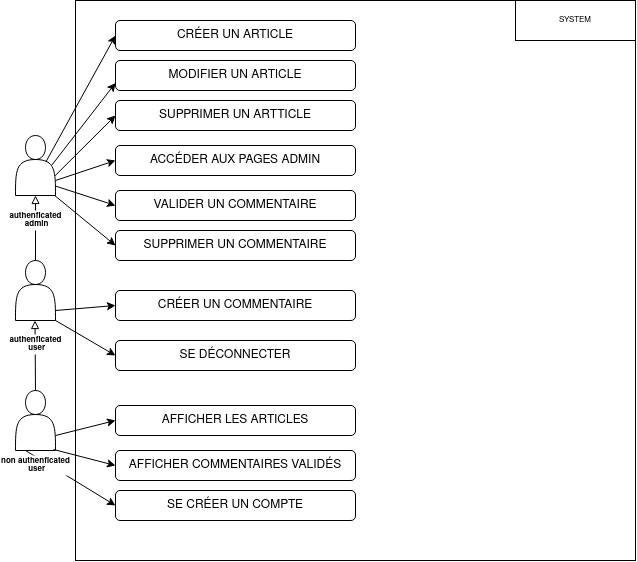 SYSTEM
CRÉER UN ARTICLE
MODIFIER UN ARTICLE
SUPPRIMER UN ARTTICLE
ACCÉDER AUX PAGES ADMIN
VALIDER UN COMMENTAIRE
SUPPRIMER UN COMMENTAIRE
authenficated
admin
CRÉER UN COMMENTAIRE
SE DÉCONNECTER
authenficated
user
AFFICHER LES ARTICLES
AFFICHER COMMENTAIRES VALIDÉS
SE CRÉER UN COMPTE
non authenficated
user